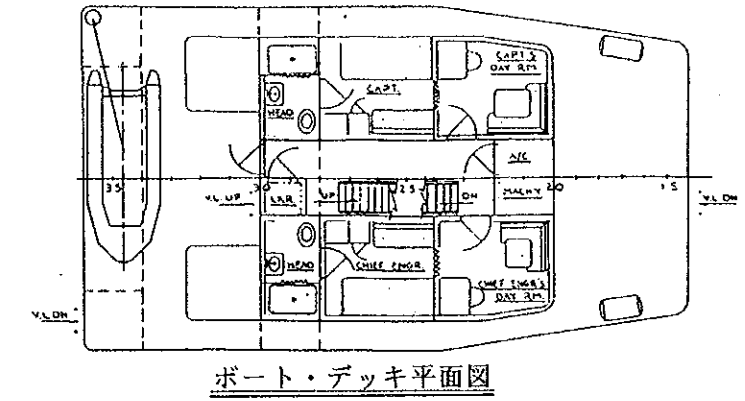 CAPT.'S
DAY RM.
CAPT.
HEAD
A/C
MACHY
35
30
25
20
15
V.L. UP
LKR
UP
DN
V.L. DN
HEAD
CHIEF ENGR.
CHIEF ENGR'S
DAY RM.
V.L. DN
ボート・デッキ平面図